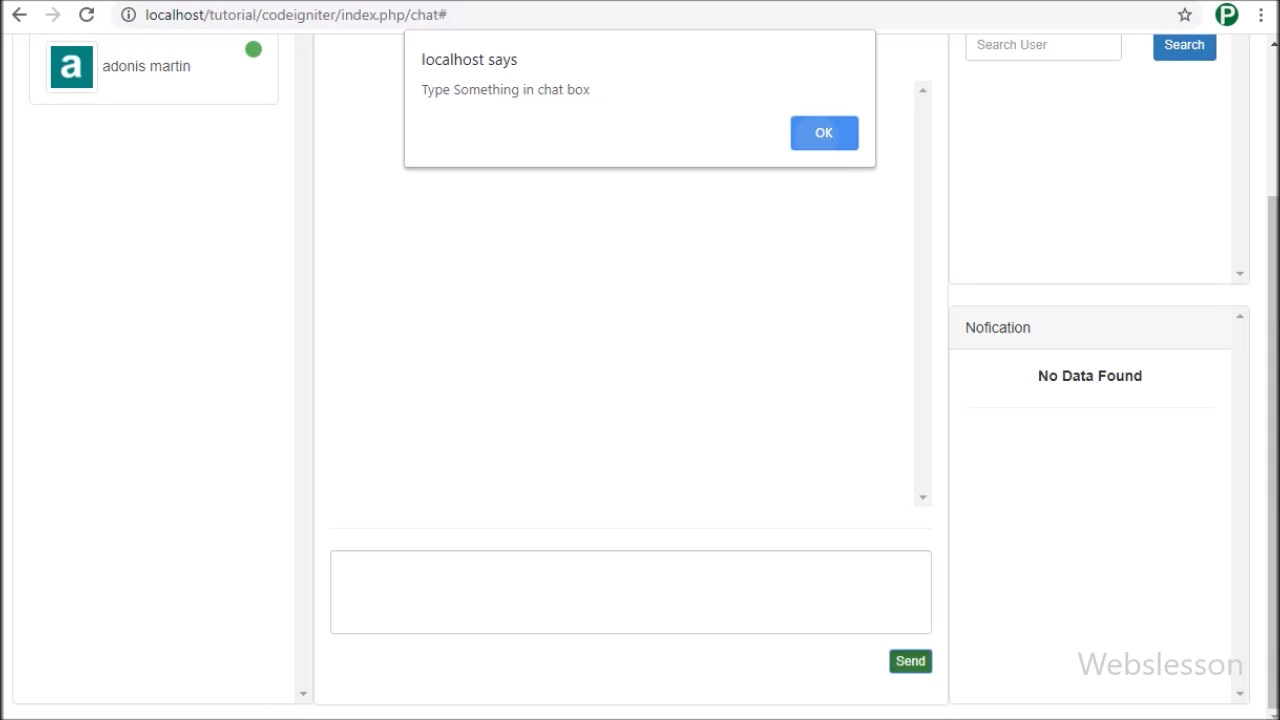 localhost/tutorial/codeigniter/index.php/chat#
P
localhost says
Type Something in chat box
OK
a
adonis martin
Search User
Search
Nofication
No Data Found
Send
Webslesson